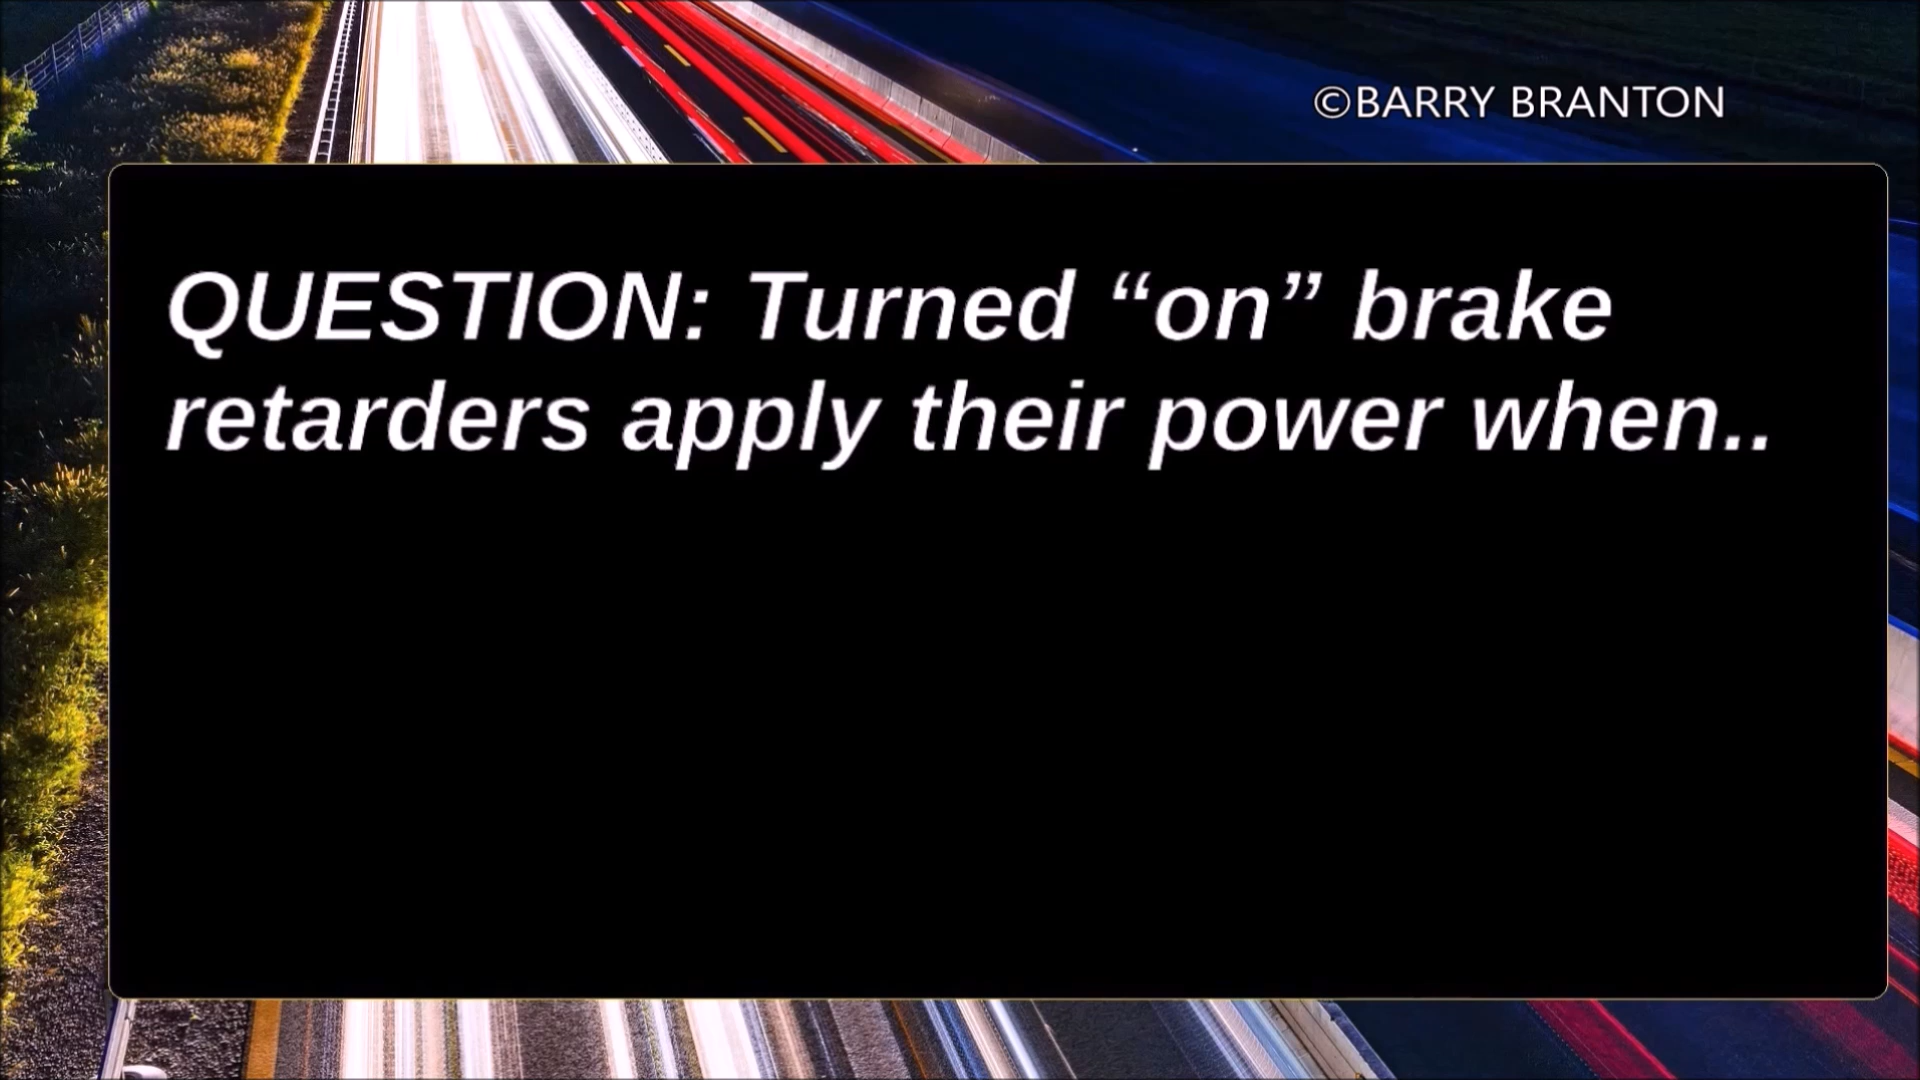 ©BARRY BRANTON
QUESTION: Turned “on” brake
retarders apply their power when..